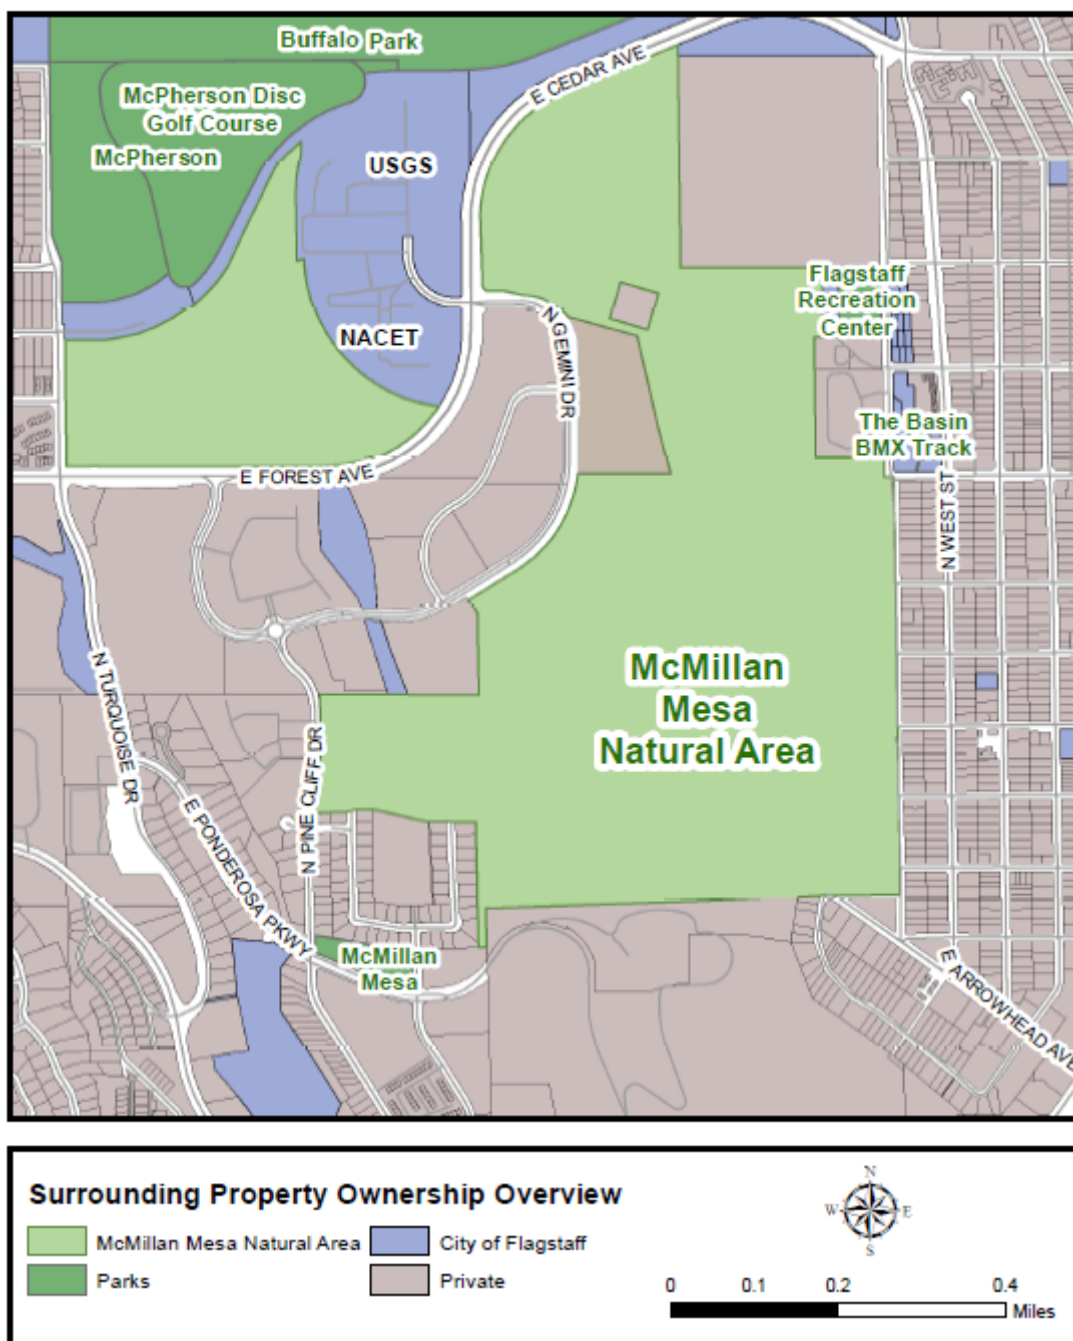 Buffalo Park
McPherson Disc
Golf Course
McPherson
E CEDAR AVE
USGS
Flagstaff
Recreation
Center
NACET
N GEMINI DR
The Basin
BMX Track
E FOREST AVE
N WEST ST
McMillan
Mesa
Natural Area
N TURQUOISE DR
N PINE CLIFF DR
E PONDEROSA PKWY
McMillan
Mesa
E ARROWHEAD AVE
Surrounding Property Ownership Overview
McMillan Mesa Natural Area
City of Flagstaff
Parks
Private
N
W E
S
0 0.1 0.2 0.4
Miles